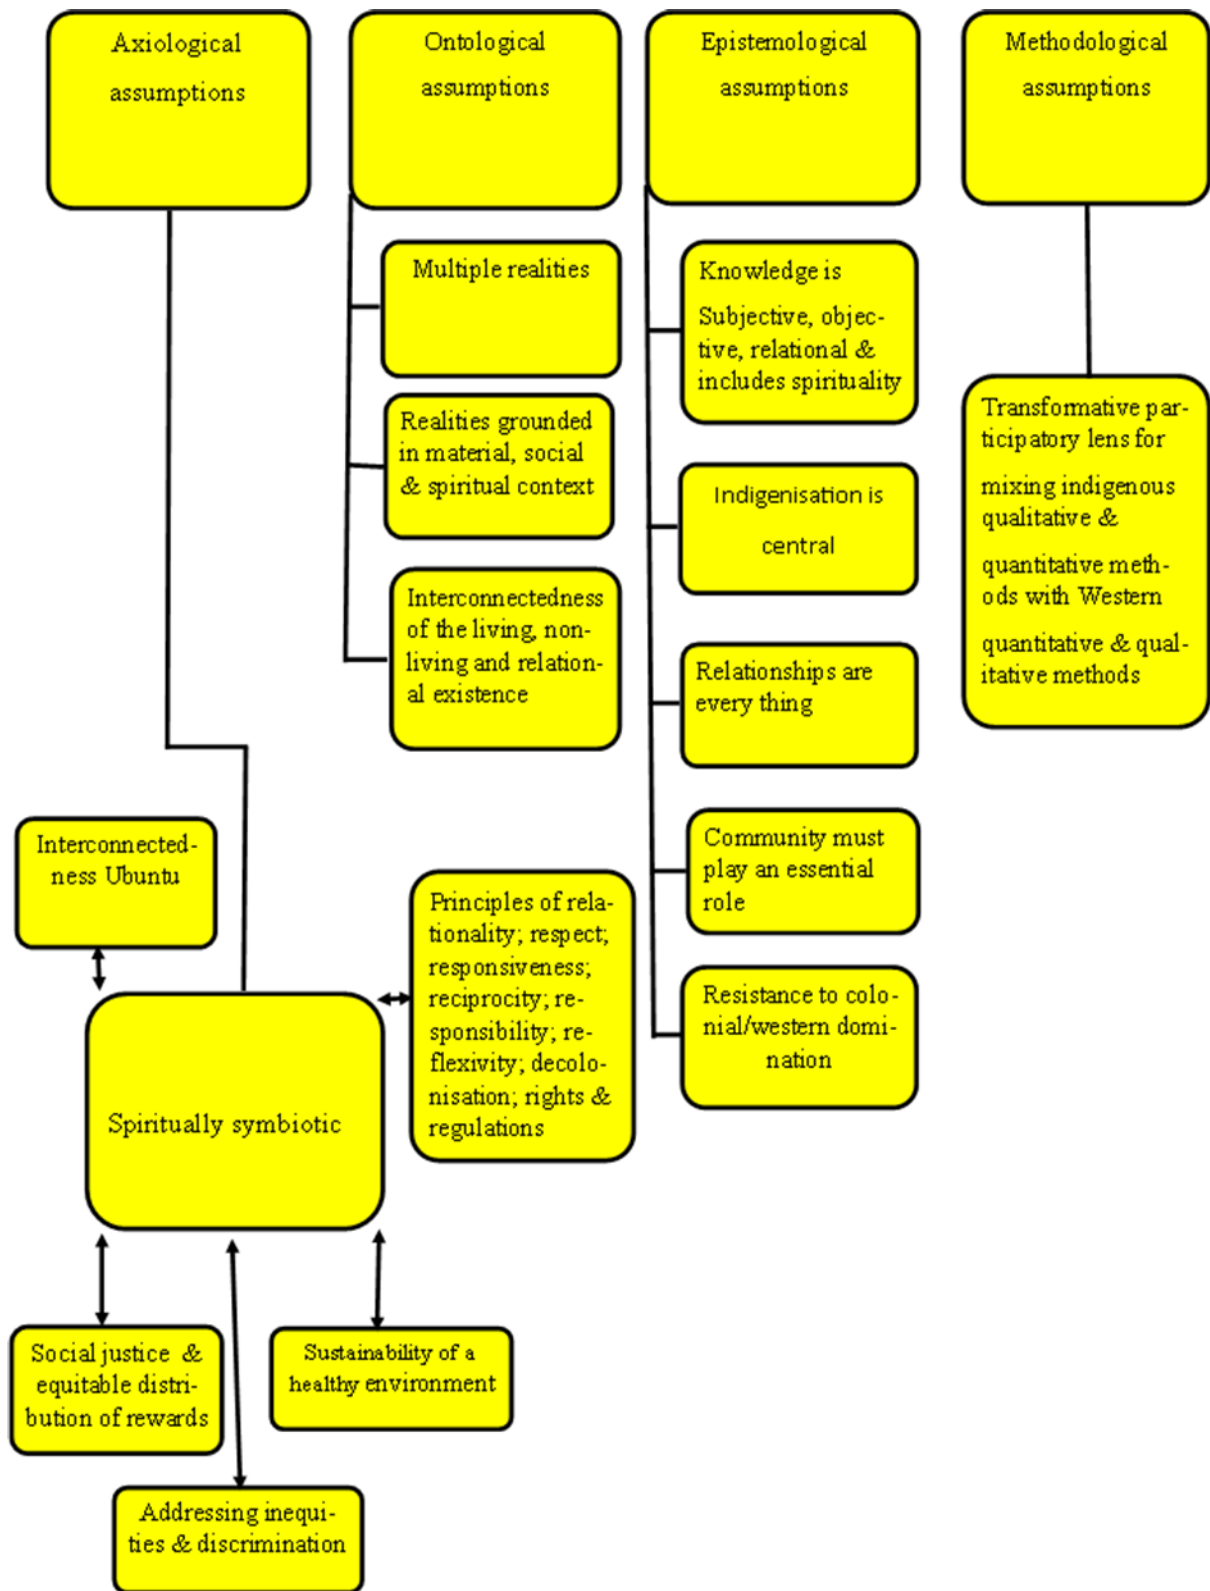 Axiological
assumptions
Ontological
assumptions
Epistemological
assumptions
Methodological
assumptions
Multiple realities
Realities grounded
in material, social
& spiritual context
Interconnectedness
of the living, non-
living and relation-
al existence
Knowledge is
Subjective, objec-
tive, relational &
includes spirituality
Indigenisation is
central
Relationships are
every thing
Community must
play an essential
role
Resistance to colo-
nial/western domi-
nation
Transformative par-
ticipatory lens for
mixing indigenous
qualitative &
quantitative meth-
ods with Western
quantitative & qual-
itative methods
Interconnected-
ness Ubuntu
Principles of rela-
tionality; respect;
responsiveness;
reciprocity; re-
sponsibility; re-
flexivity; decolo-
nisation; rights &
regulations
Spiritually symbiotic
Social justice &
equitable distri-
bution of rewards
Sustainability of a
healthy environment
Addressing inequi-
ties & discrimination